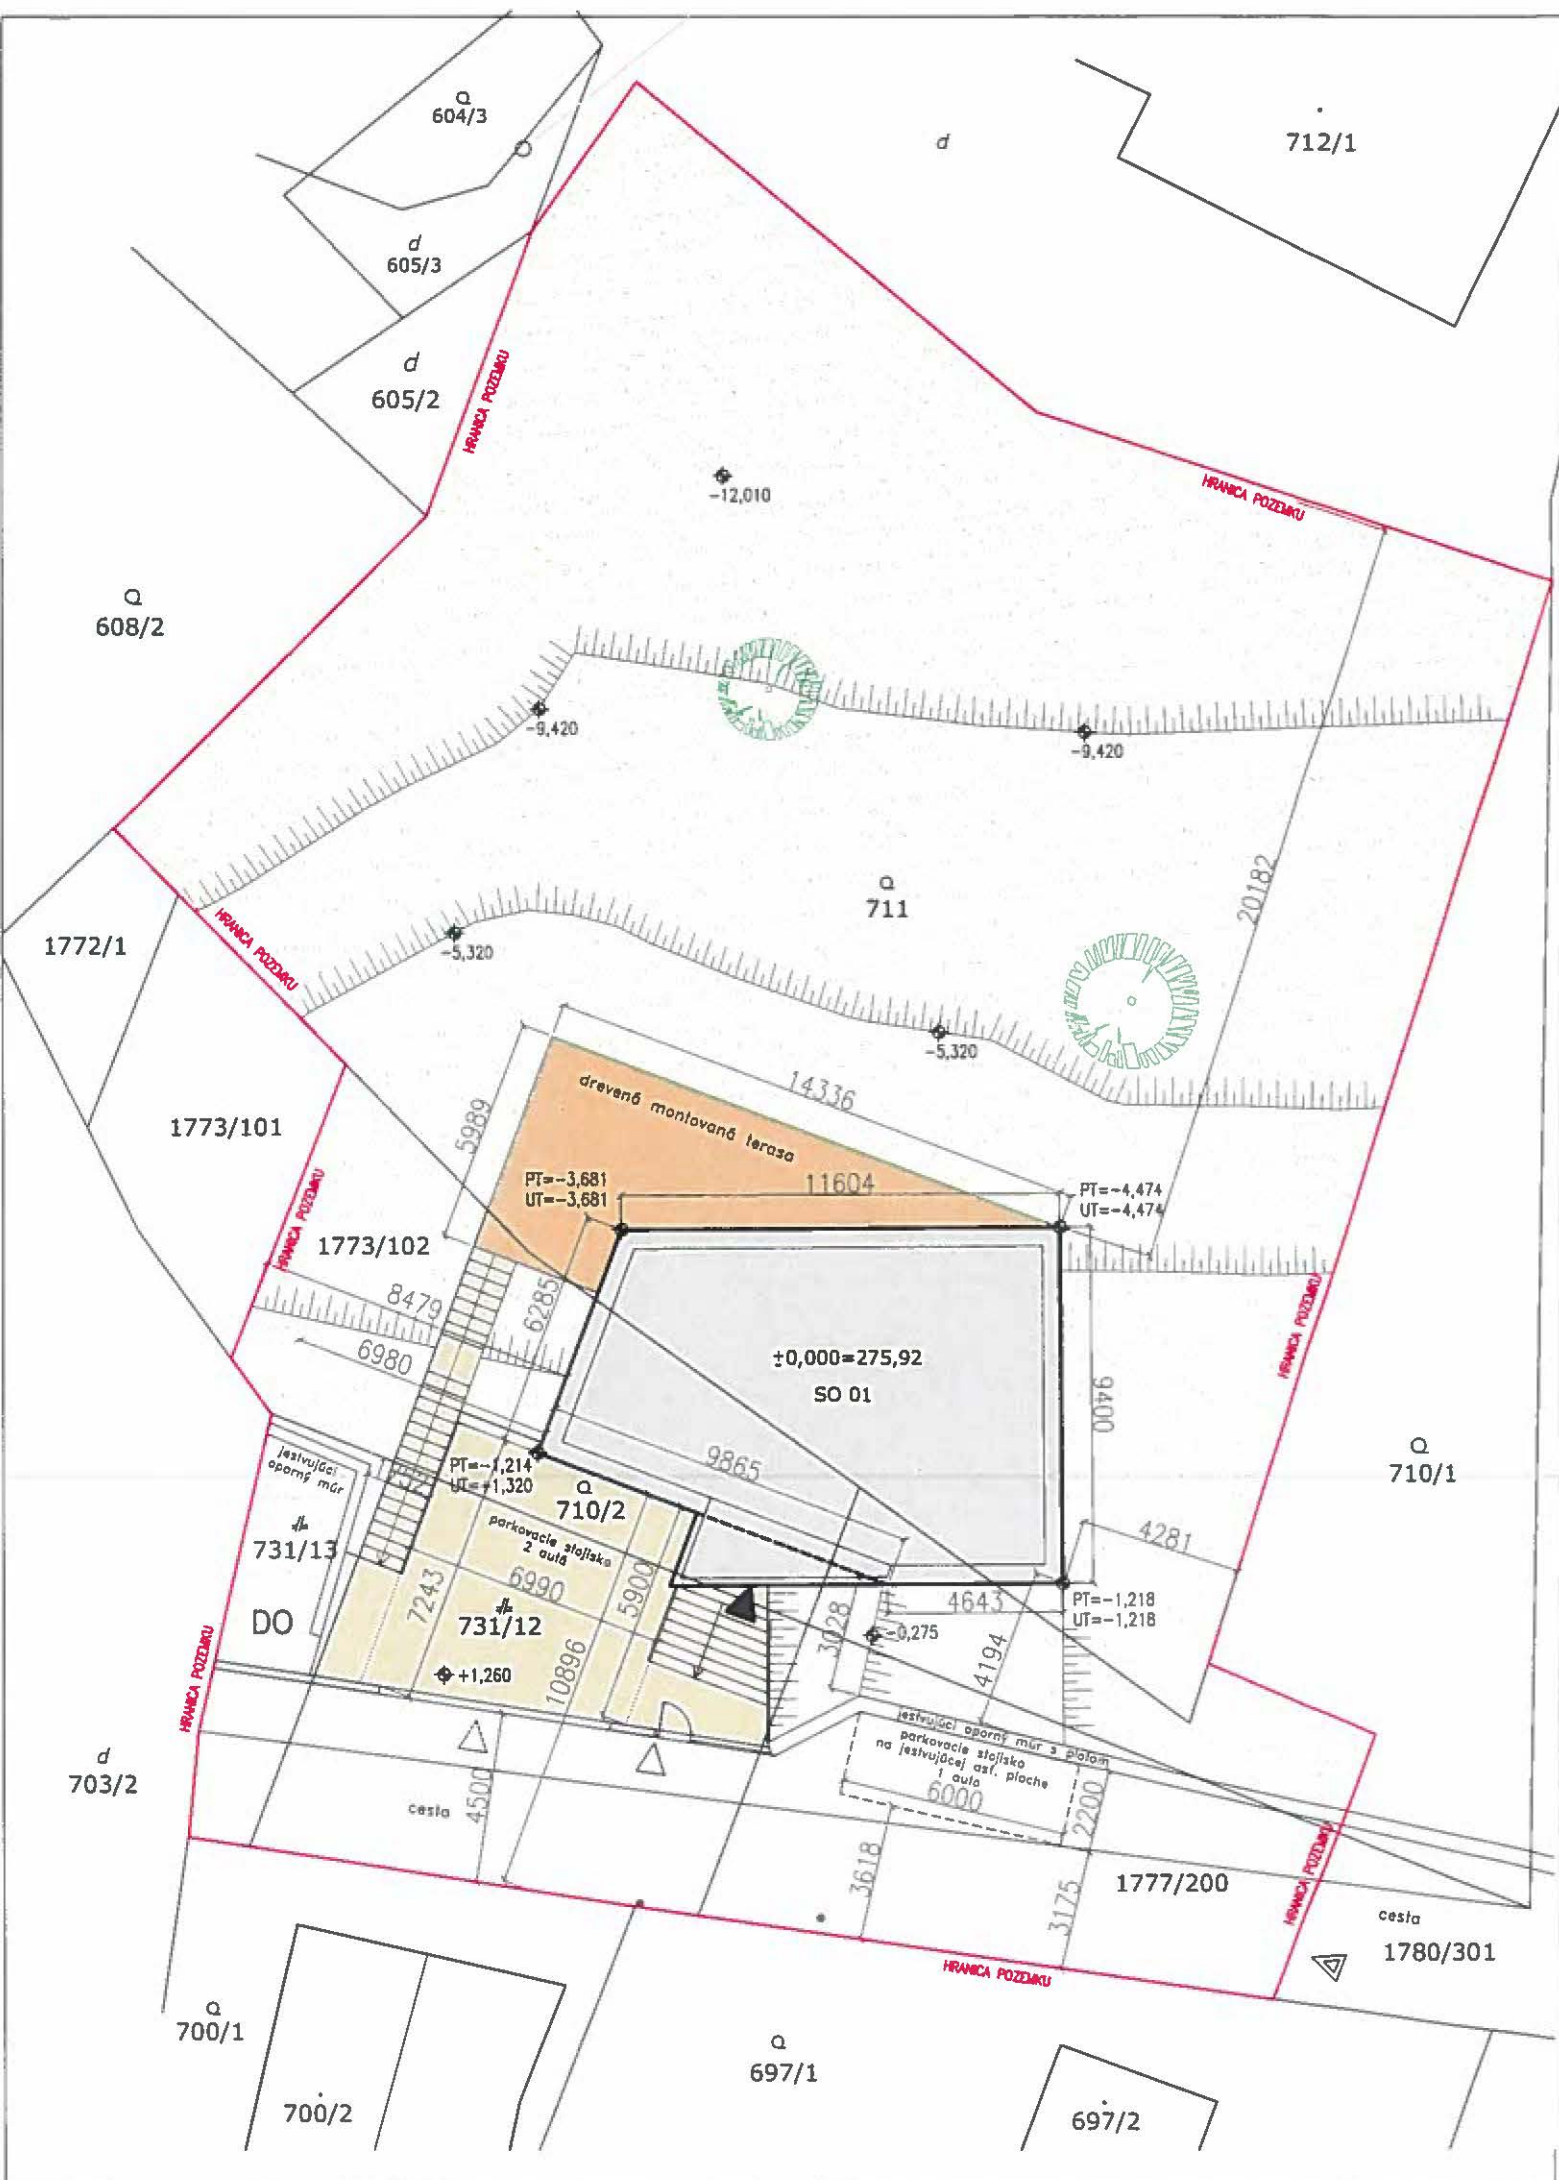 604/3
712/1
d
d
605/3
d
605/2
HRANICA POZEMKU
-12,010
HRANICA POZEMKU
608/2
-9,420
-9,420
20182
711
1772/1
HRANICA POZEMKU
-5,320
-5,320
5989
14336
drevená montovaná terasa
1773/101
PT=-3,681
UT=-3,681
11604
PT=-4,474
UT=-4,474
HRANICA POZEMKU
1773/102
8479
6285
6980
±0,000=275,92
SO 01
HRANICA POZEMKU
9400
9865
jestvujúci
oporný múr
PT=-1,214
UT=+1,320
710/2
710/1
731/13
parkovacie stojisko
2 autá
6990
5900
7243
731/12
4281
4643
PT=-1,218
UT=-1,218
3028
-0,275
4194
DO
+1,260
10896
HRANICA POZEMKU
jestvujúci oporný múr s plotom
parkovacie stojisko
na jestvujúcej asf. ploche
1 auto
6000
2200
d
703/2
cesta
4500
3618
3175
1777/200
HRANICA POZEMKU
cesta
1780/301
HRANICA POZEMKU
700/1
697/1
700/2
697/2